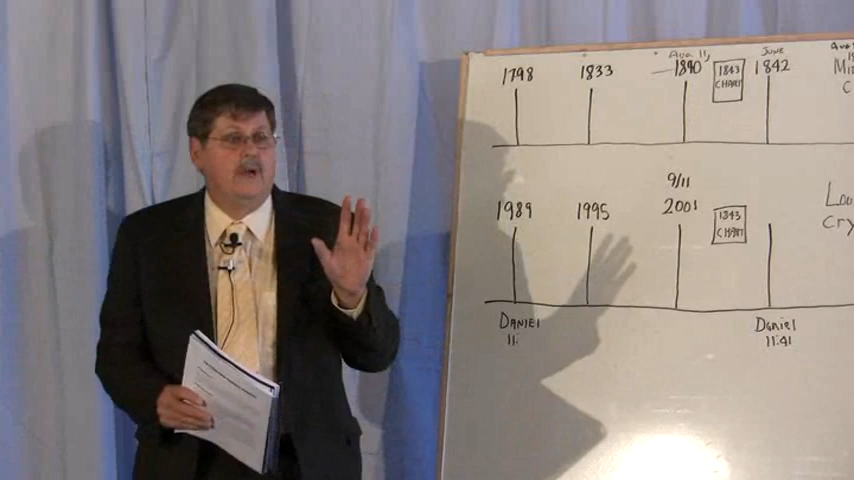 Aug. 11,
JUNE
1798
1833
1840
1843
CHART
1842
9/11
1989
1995
2001
1843
CHART
Cry
DANIEL
11:
Daniel
11:41